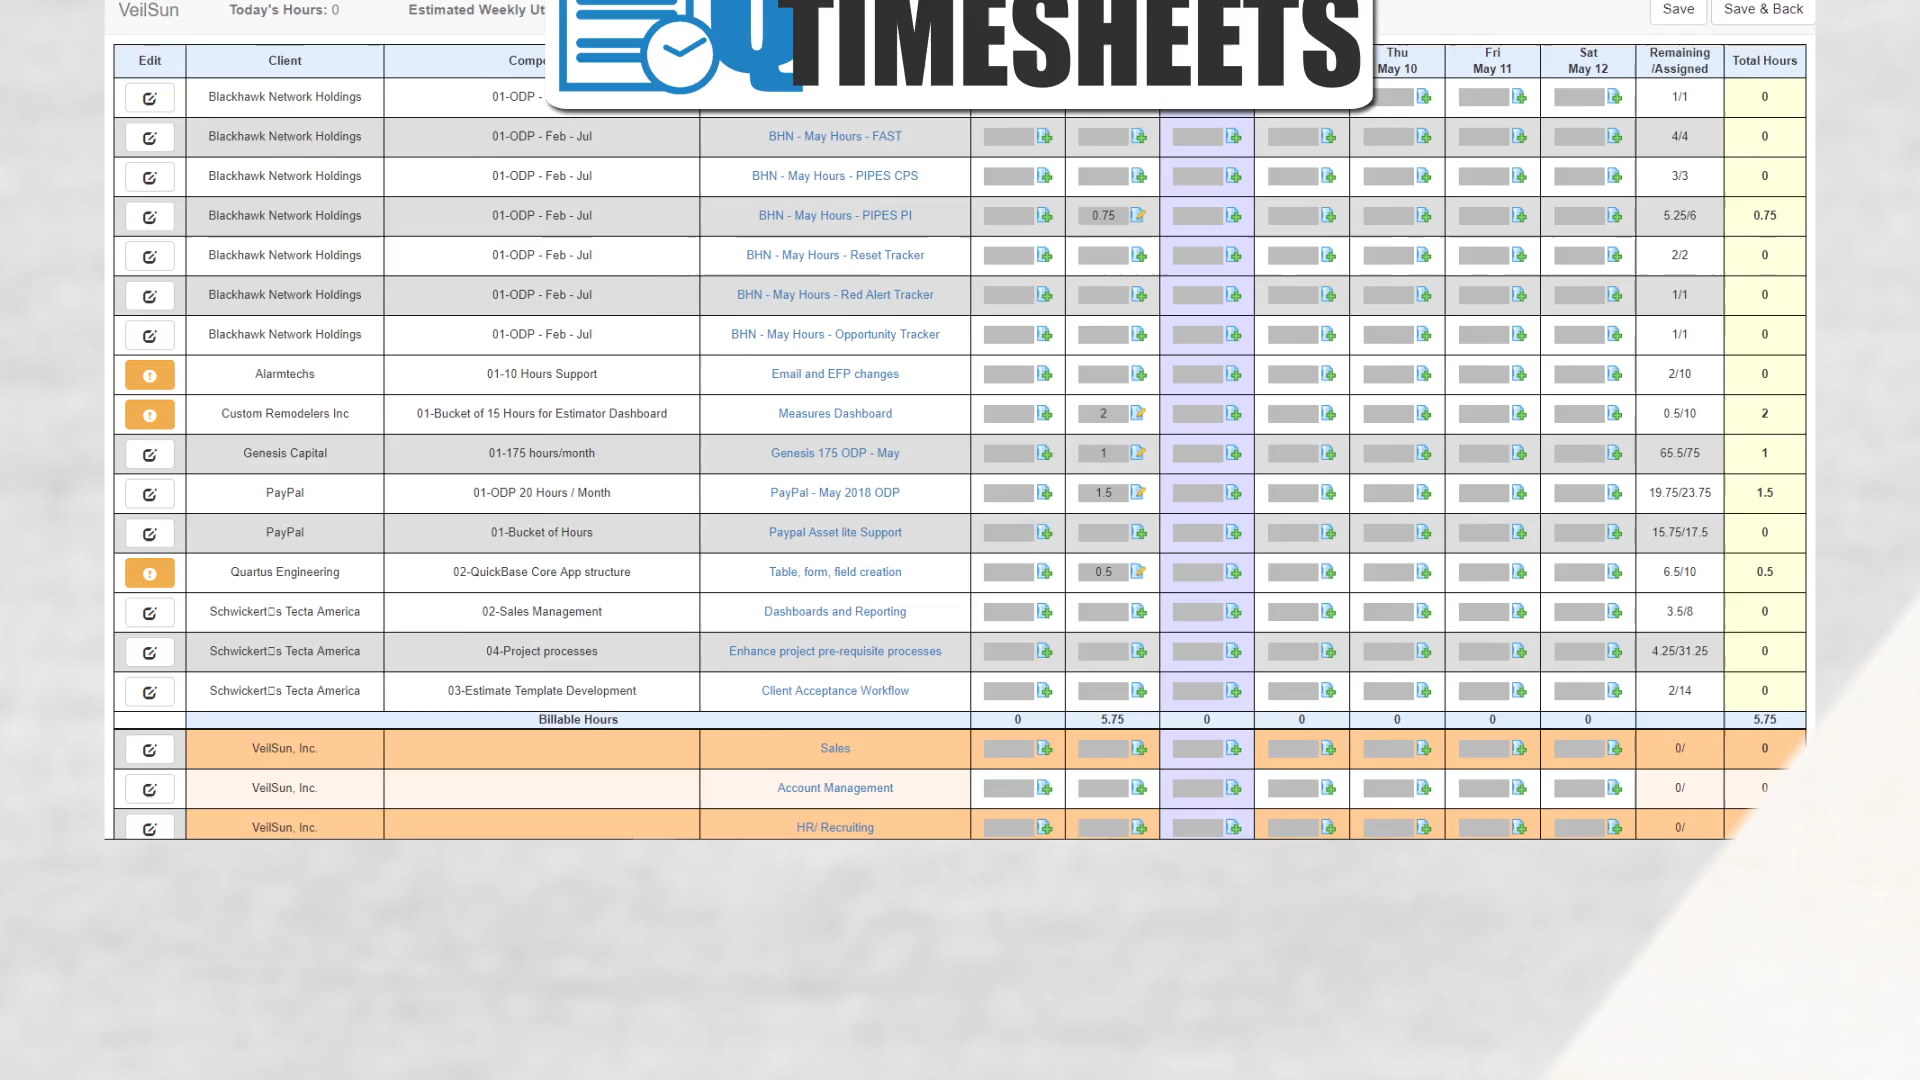 VeilSun Today's Hours: 0 Estimated Weekly Ut Save Save & Back
TIMESHEETS
Edit Client Compo Thu May 10 Fri May 11 Sat May 12 Remaining /Assigned Total Hours
Blackhawk Network Holdings 01-ODP - 1/1 0
Blackhawk Network Holdings 01-ODP - Feb - Jul BHN - May Hours - FAST 4/4 0
Blackhawk Network Holdings 01-ODP - Feb - Jul BHN - May Hours - PIPES CPS 3/3 0
Blackhawk Network Holdings 01-ODP - Feb - Jul BHN - May Hours - PIPES PI 0.75 5.25/6 0.75
Blackhawk Network Holdings 01-ODP - Feb - Jul BHN - May Hours - Reset Tracker 2/2 0
Blackhawk Network Holdings 01-ODP - Feb - Jul BHN - May Hours - Red Alert Tracker 1/1 0
Blackhawk Network Holdings 01-ODP - Feb - Jul BHN - May Hours - Opportunity Tracker 1/1 0
Alarmtechs 01-10 Hours Support Email and EFP changes 2/10 0
Custom Remodelers Inc 01-Bucket of 15 Hours for Estimator Dashboard Measures Dashboard 2 0.5/10 2
Genesis Capital 01-175 hours/month Genesis 175 ODP - May 1 65.5/75 1
PayPal 01-ODP 20 Hours / Month PayPal - May 2018 ODP 1.5 19.75/23.75 1.5
PayPal 01-Bucket of Hours Paypal Asset lite Support 15.75/17.5 0
Quartus Engineering 02-QuickBase Core App structure Table, form, field creation 0.5 6.5/10 0.5
Schwickert□s Tecta America 02-Sales Management Dashboards and Reporting 3.5/8 0
Schwickert□s Tecta America 04-Project processes Enhance project pre-requisite processes 4.25/31.25 0
Schwickert□s Tecta America 03-Estimate Template Development Client Acceptance Workflow 2/14 0
Billable Hours 0 5.75 0 0 0 0 0 5.75
VeilSun, Inc. Sales 0/ 0
VeilSun, Inc. Account Management 0/ 0
VeilSun, Inc. HR/ Recruiting 0/